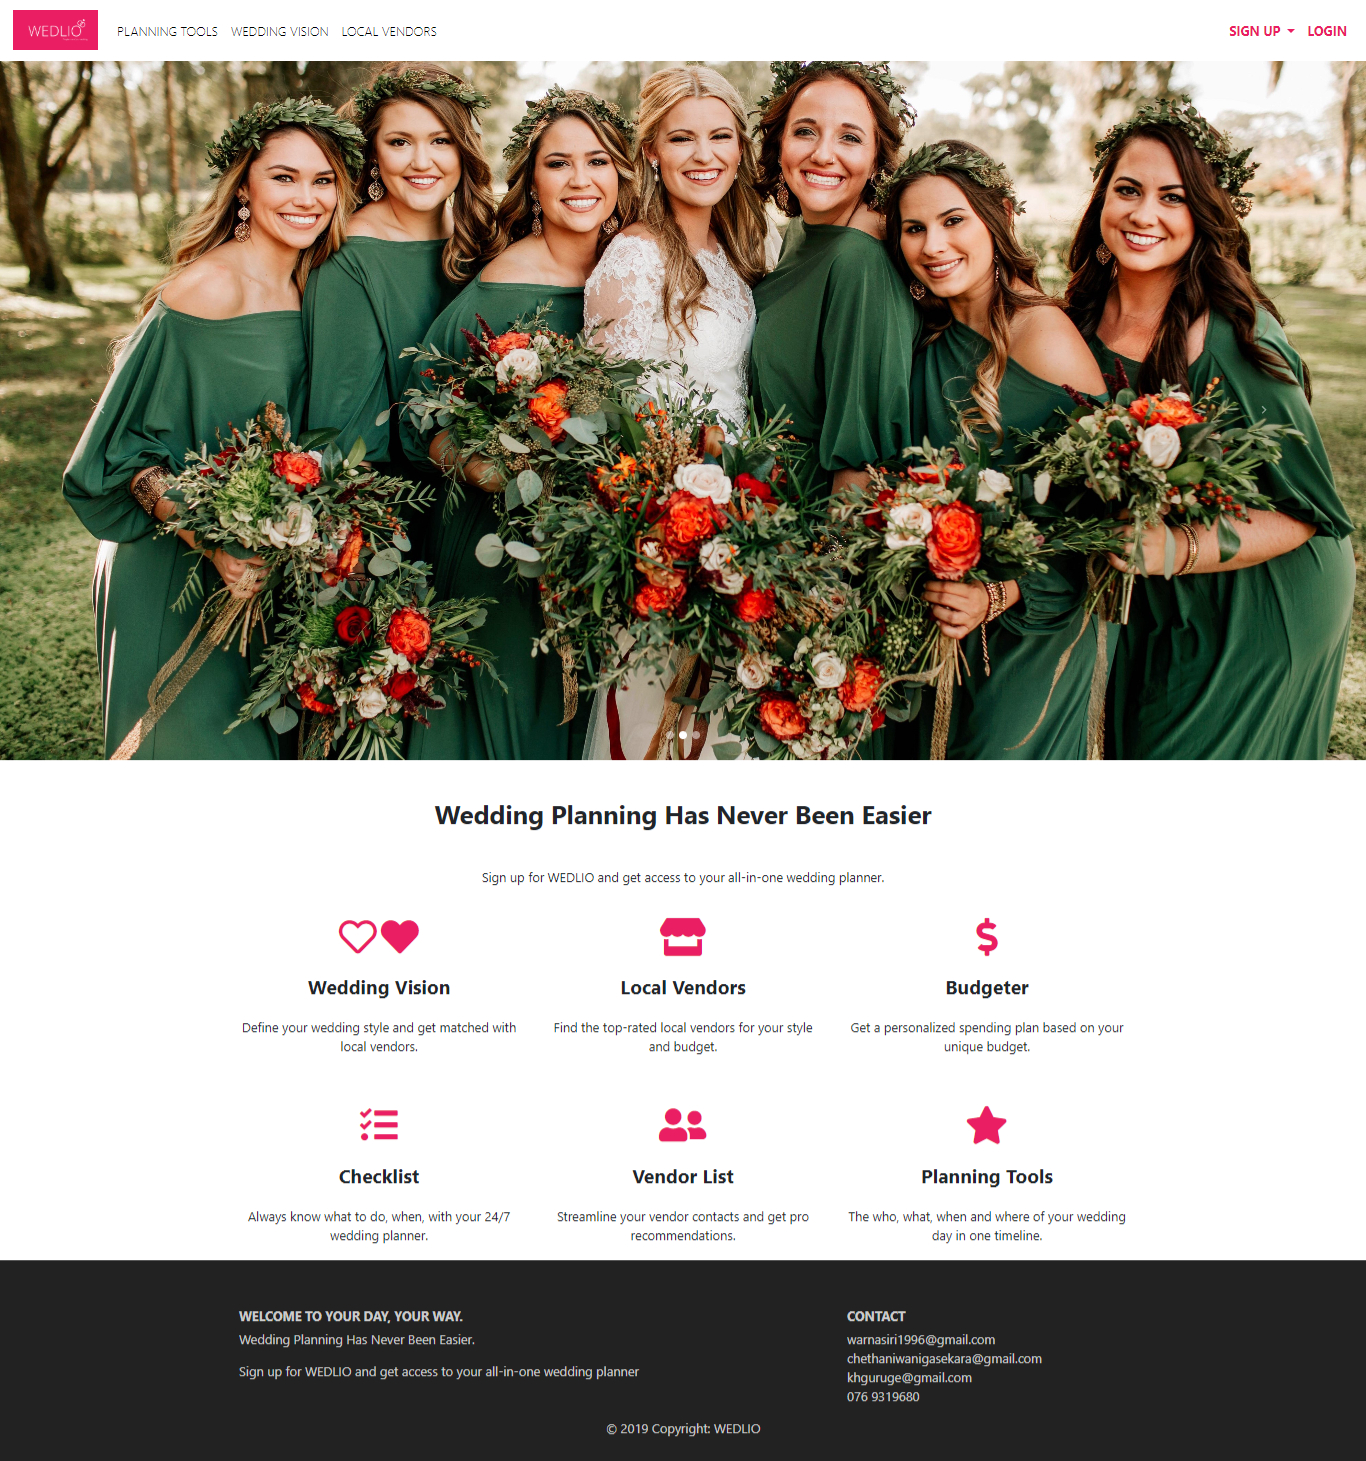 WEDLIO
PLANNING TOOLS WEDDING VISION LOCAL VENDORS
SIGN UP LOGIN
Wedding Planning Has Never Been Easier
Sign up for WEDLIO and get access to your all-in-one wedding planner.
Wedding Vision
Define your wedding style and get matched with
local vendors.
Local Vendors
Find the top-rated local vendors for your style
and budget.
Budgeter
Get a personalized spending plan based on your
unique budget.
Checklist
Always know what to do, when, with your 24/7
wedding planner.
Vendor List
Streamline your vendor contacts and get pro
recommendations.
Planning Tools
The who, what, when and where of your wedding
day in one timeline.
WELCOME TO YOUR DAY, YOUR WAY.
Wedding Planning Has Never Been Easier.
Sign up for WEDLIO and get access to your all-in-one wedding planner
CONTACT
warnasiri1996@gmail.com
chethaniwanigasekara@gmail.com
khguruge@gmail.com
076 9319680
© 2019 Copyright: WEDLIO